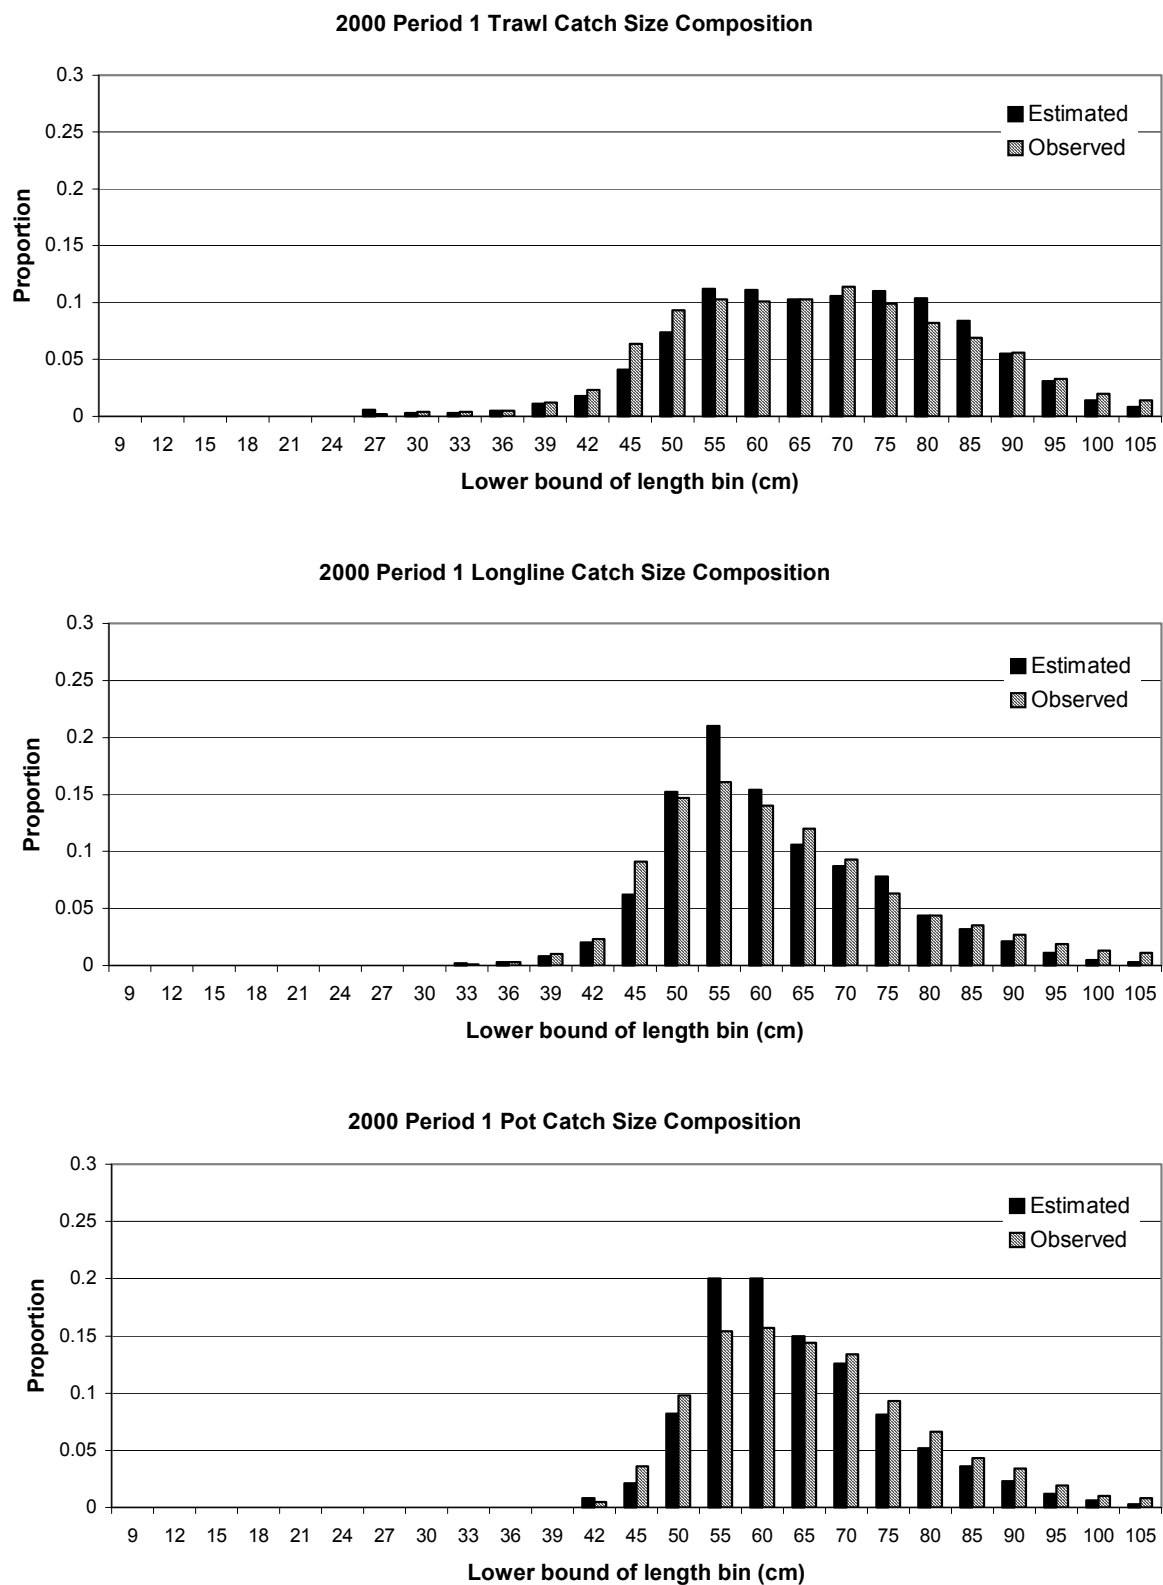 2000 Period 1 Trawl Catch Size Composition
0.3
0.25
0.2
0.15
0.1
0.05
0
Proportion
Estimated
Observed
9 12 15 18 21 24 27 30 33 36 39 42 45 50 55 60 65 70 75 80 85 90 95 100 105
Lower bound of length bin (cm)
2000 Period 1 Longline Catch Size Composition
0.3
0.25
0.2
0.15
0.1
0.05
0
Proportion
Estimated
Observed
9 12 15 18 21 24 27 30 33 36 39 42 45 50 55 60 65 70 75 80 85 90 95 100 105
Lower bound of length bin (cm)
2000 Period 1 Pot Catch Size Composition
0.3
0.25
0.2
0.15
0.1
0.05
0
Proportion
Estimated
Observed
9 12 15 18 21 24 27 30 33 36 39 42 45 50 55 60 65 70 75 80 85 90 95 100 105
Lower bound of length bin (cm)